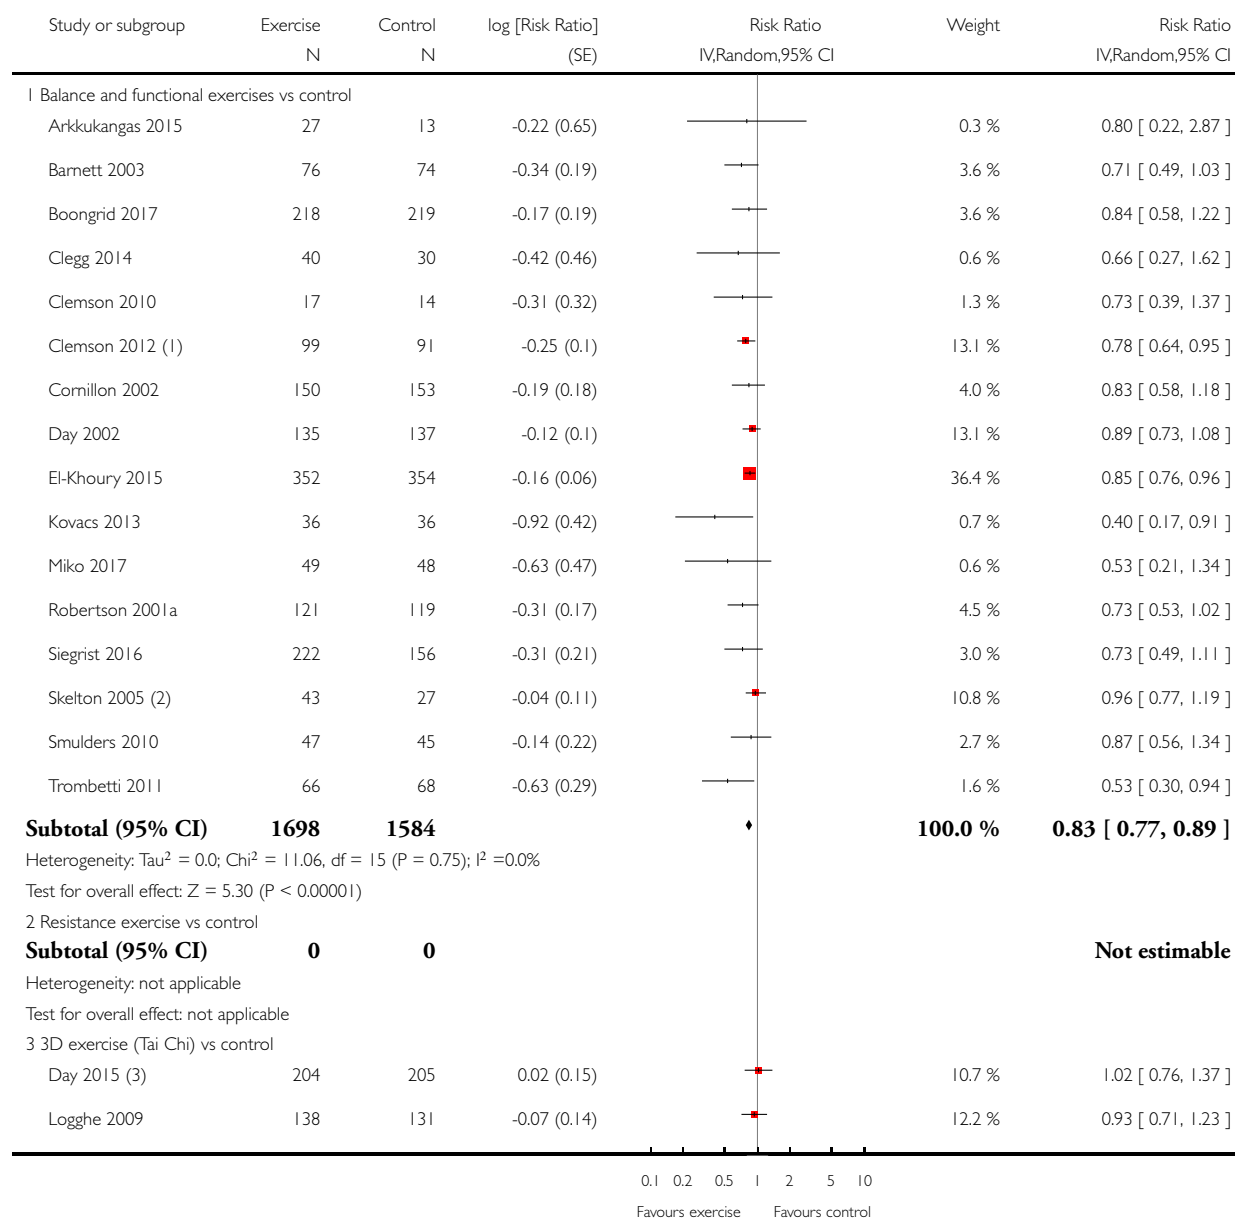 Study or subgroup Exercise Control log [Risk Ratio] Risk Ratio Weight Risk Ratio
N N (SE) IV,Random,95% CI IV,Random,95% CI
1 Balance and functional exercises vs control
Arkkukangas 2015 27 13 -0.22 (0.65) 0.3 % 0.80 [ 0.22, 2.87 ]
Barnett 2003 76 74 -0.34 (0.19) 3.6 % 0.71 [ 0.49, 1.03 ]
Boongrid 2017 218 219 -0.17 (0.19) 3.6 % 0.84 [ 0.58, 1.22 ]
Clegg 2014 40 30 -0.42 (0.46) 0.6 % 0.66 [ 0.27, 1.62 ]
Clemson 2010 17 14 -0.31 (0.32) 1.3 % 0.73 [ 0.39, 1.37 ]
Clemson 2012 (1) 99 91 -0.25 (0.1) 13.1 % 0.78 [ 0.64, 0.95 ]
Cornillon 2002 150 153 -0.19 (0.18) 4.0 % 0.83 [ 0.58, 1.18 ]
Day 2002 135 137 -0.12 (0.1) 13.1 % 0.89 [ 0.73, 1.08 ]
El-Khoury 2015 352 354 -0.16 (0.06) 36.4 % 0.85 [ 0.76, 0.96 ]
Kovacs 2013 36 36 -0.92 (0.42) 0.7 % 0.40 [ 0.17, 0.91 ]
Miko 2017 49 48 -0.63 (0.47) 0.6 % 0.53 [ 0.21, 1.34 ]
Robertson 2001a 121 119 -0.31 (0.17) 4.5 % 0.73 [ 0.53, 1.02 ]
Siegrist 2016 222 156 -0.31 (0.21) 3.0 % 0.73 [ 0.49, 1.11 ]
Skelton 2005 (2) 43 27 -0.04 (0.11) 10.8 % 0.96 [ 0.77, 1.19 ]
Smulders 2010 47 45 -0.14 (0.22) 2.7 % 0.87 [ 0.56, 1.34 ]
Trombetti 2011 66 68 -0.63 (0.29) 1.6 % 0.53 [ 0.30, 0.94 ]
Subtotal (95% CI) 1698 1584 100.0 % 0.83 [ 0.77, 0.89 ]
Heterogeneity: Tau² = 0.0; Chi² = 11.06, df = 15 (P = 0.75); I² =0.0%
Test for overall effect: Z = 5.30 (P < 0.00001)
2 Resistance exercise vs control
Subtotal (95% CI) 0 0 Not estimable
Heterogeneity: not applicable
Test for overall effect: not applicable
3 3D exercise (Tai Chi) vs control
Day 2015 (3) 204 205 0.02 (0.15) 10.7 % 1.02 [ 0.76, 1.37 ]
Logghe 2009 138 131 -0.07 (0.14) 12.2 % 0.93 [ 0.71, 1.23 ]
0.1 0.2 0.5 1 2 5 10
Favours exercise Favours control